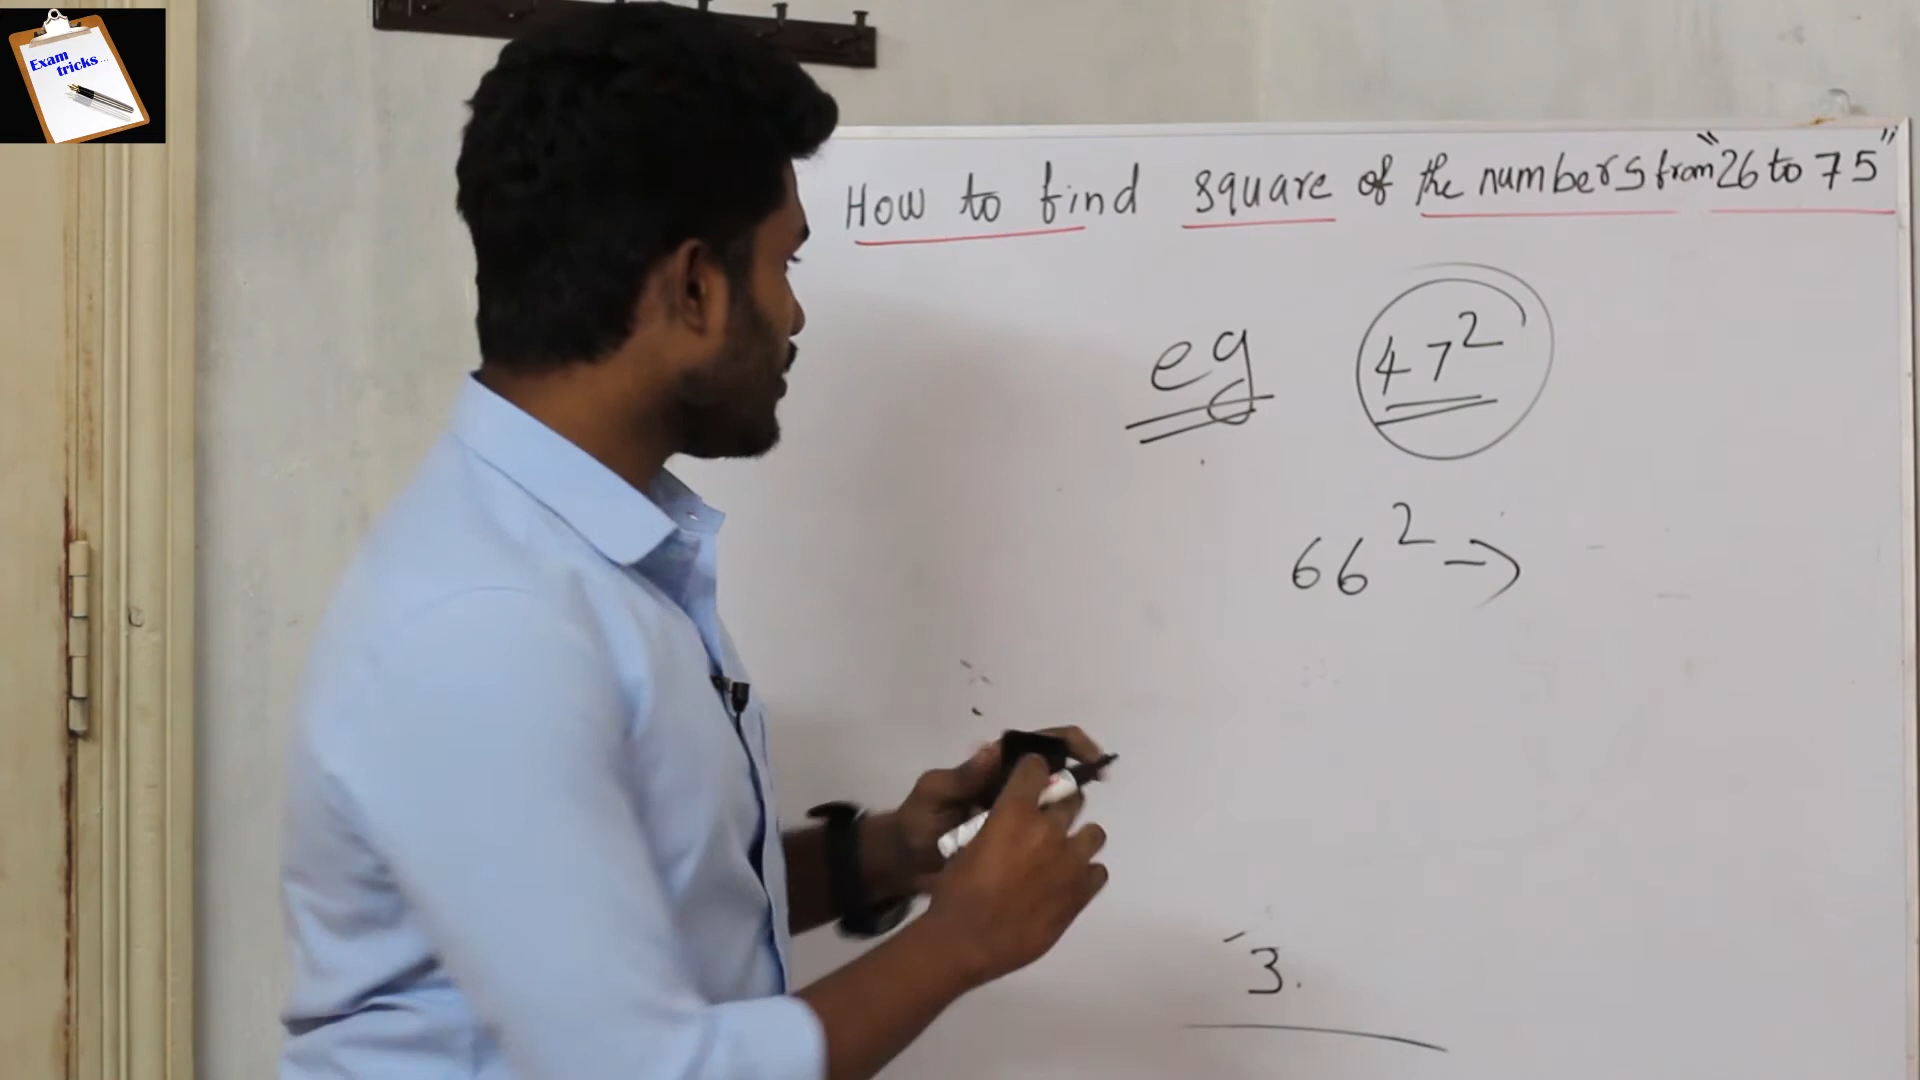 Exam
tricks...
How to find square of the numbers from "26 to 75"
eg 47²
66² →
3.